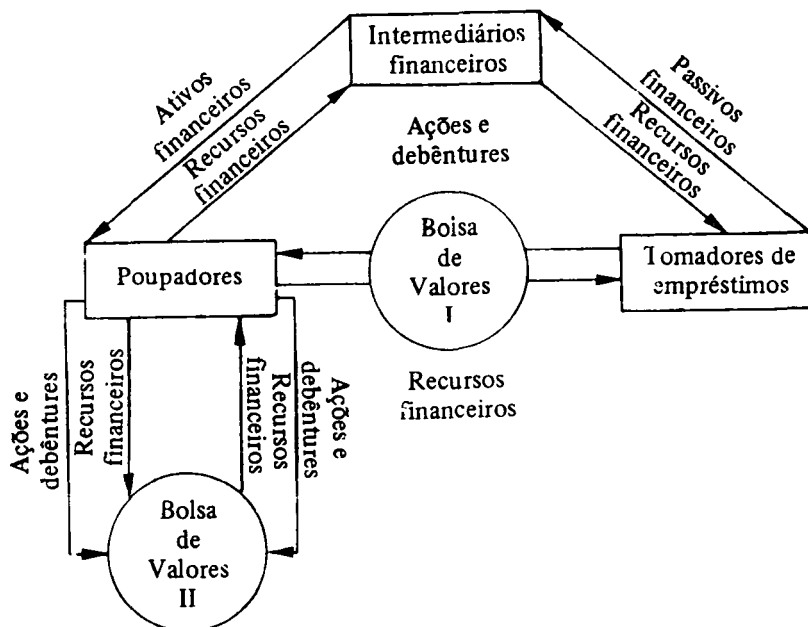 Intermediários
financeiros
Ativos
financeiros
Recursos
financeiros
Passivos
financeiros
Recursos
financeiros
Ações e
debêntures
Poupadores
Bolsa
de
Valores
I
Tomadores de
empréstimos
Recursos
financeiros
Ações e
debêntures
Recursos
financeiros
financeiros
Recursos
debêntures
Ações e
Bolsa
de
Valores
II